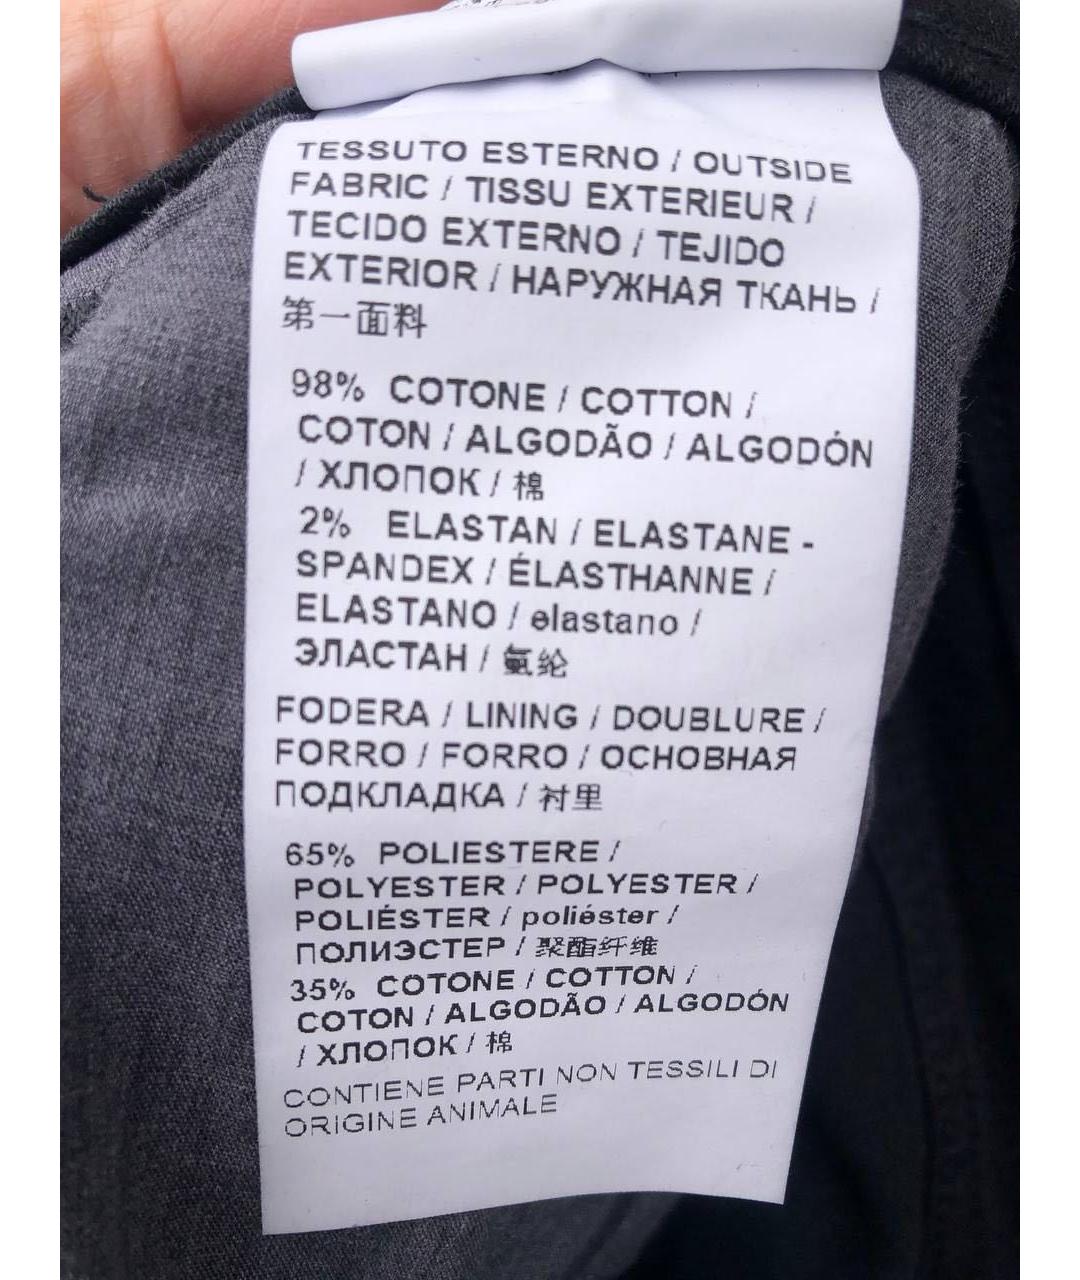 TESSUTO ESTERNO / OUTSIDE
FABRIC / TISSU EXTERIEUR /
TECIDO EXTERNO / TEJIDO
EXTERIOR / НАРУЖНАЯ ТКАНЬ /
第一面料
98% COTONE / COTTON /
COTON / ALGODÃO / ALGODÓN
/ ХЛОПОК / 棉
2% ELASTAN / ELASTANE -
SPANDEX / ÉLASTHANNE /
ELASTANO / elastano /
ЭЛАСТАН / 氨纶
FODERA / LINING / DOUBLURE /
FORRO / FORRO / ОСНОВНАЯ
ПОДКЛАДКА / 衬里
65% POLIESTERE /
POLYESTER / POLYESTER /
POLIÉSTER / poliéster /
ПОЛИЭСТЕР / 聚酯纤维
35% COTONE / COTTON /
COTON / ALGODÃO / ALGODÓN
/ ХЛОПОК / 棉
CONTIENE PARTI NON TESSILI DI
ORIGINE ANIMALE